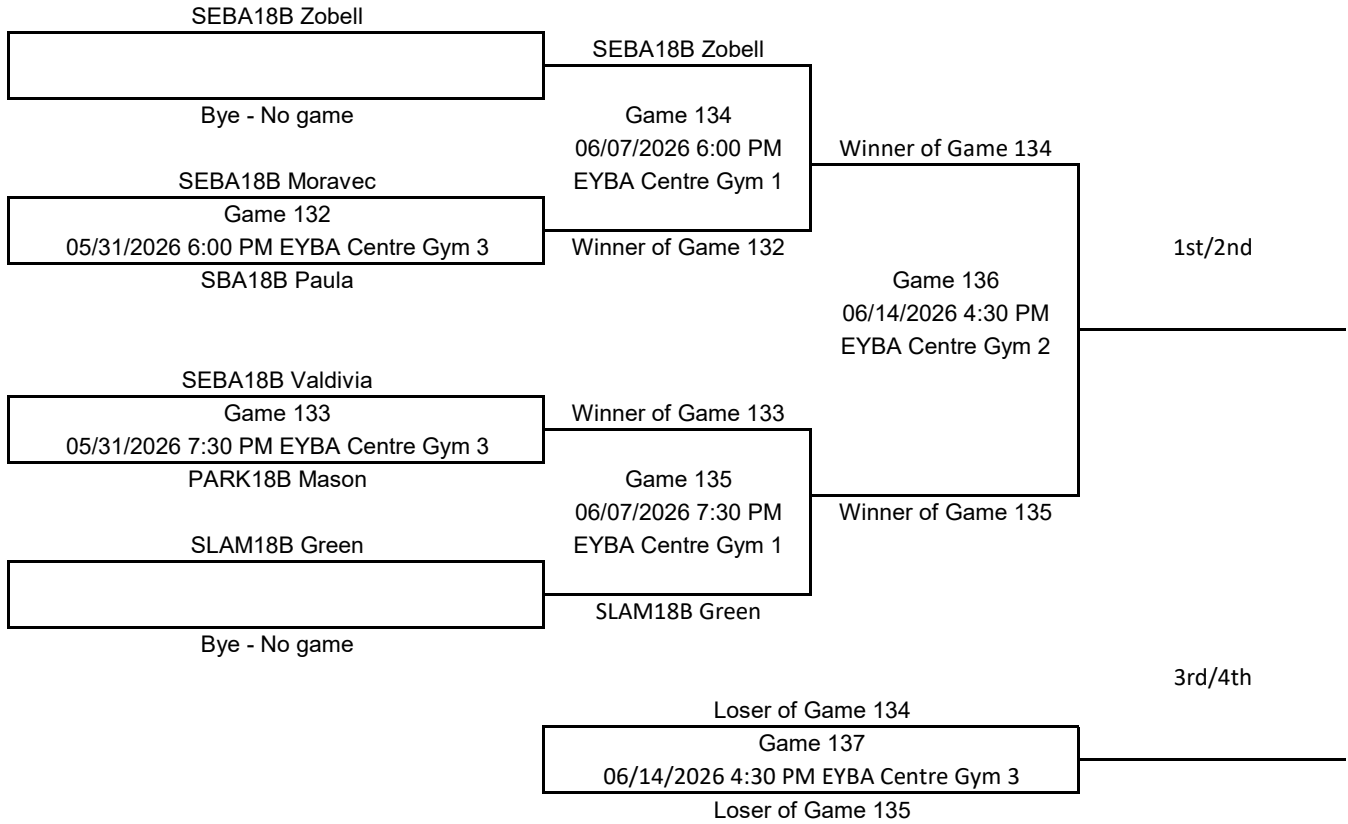 SEBA18B Zobell
Bye - No game
SEBA18B Moravec
Game 132
05/31/2026 6:00 PM EYBA Centre Gym 3
SBA18B Paula
SEBA18B Valdivia
Game 133
05/31/2026 7:30 PM EYBA Centre Gym 3
PARK18B Mason
SLAM18B Green
Bye - No game
SEBA18B Zobell
Game 134
06/07/2026 6:00 PM
EYBA Centre Gym 1
Winner of Game 132
Winner of Game 133
Game 135
06/07/2026 7:30 PM
EYBA Centre Gym 1
SLAM18B Green
Winner of Game 134
Game 136
06/14/2026 4:30 PM
EYBA Centre Gym 2
Winner of Game 135
1st/2nd
Loser of Game 134
Game 137
06/14/2026 4:30 PM EYBA Centre Gym 3
Loser of Game 135
3rd/4th